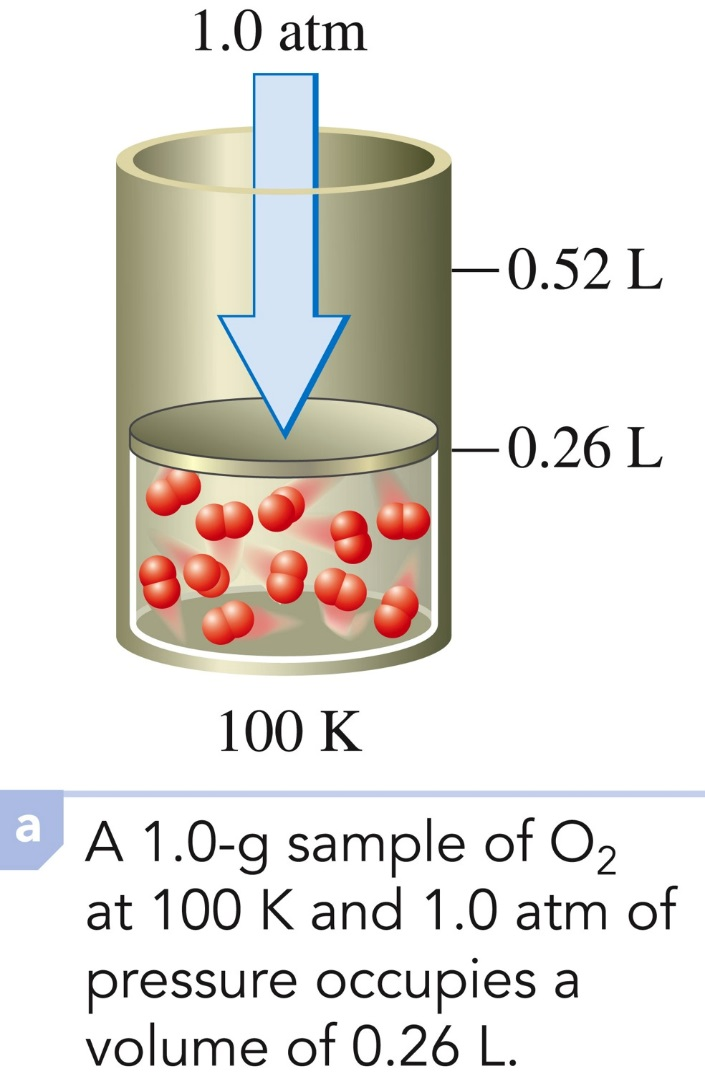 1.0 atm
0.52 L
0.26 L
100 K
a
A 1.0-g sample of O₂
at 100 K and 1.0 atm of
pressure occupies a
volume of 0.26 L.